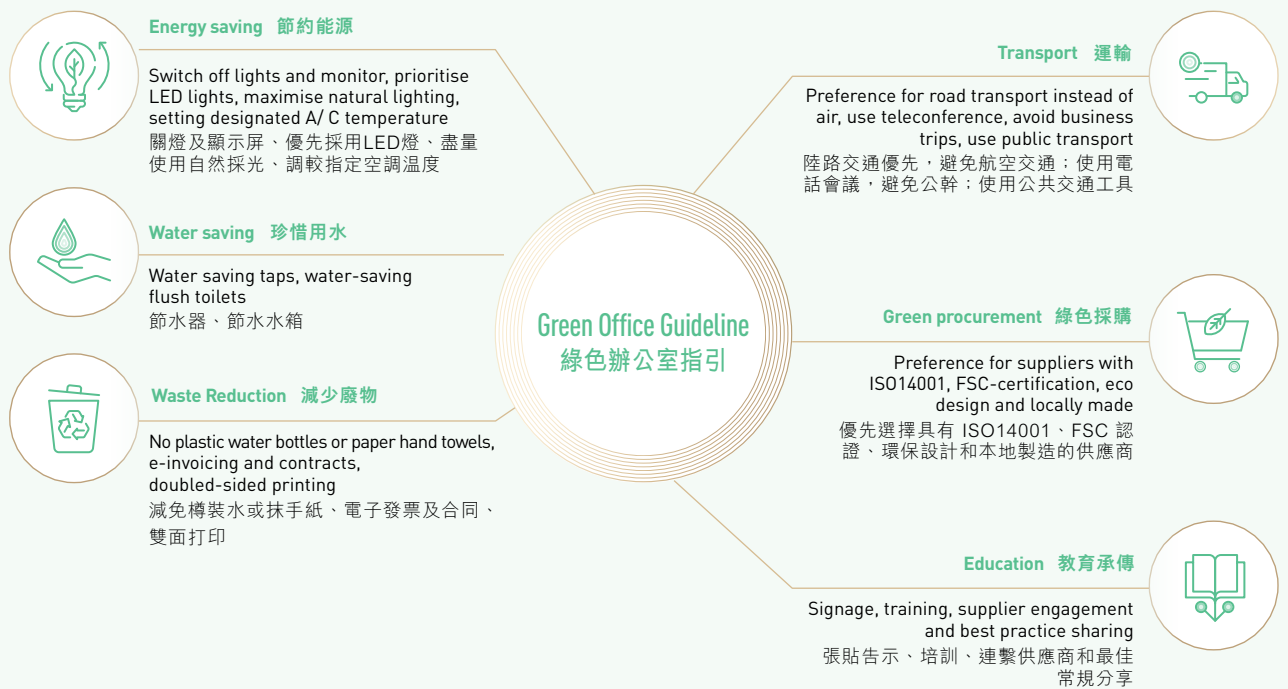 Energy saving 節約能源
Switch off lights and monitor, prioritise
LED lights, maximise natural lighting,
setting designated A/ C temperature
關燈及顯示屏、優先採用LED燈、盡量
使用自然採光、調較指定空調温度
Water saving 珍惜用水
Water saving taps, water-saving
flush toilets
節水器、節水水箱
Waste Reduction 減少廢物
No plastic water bottles or paper hand towels,
e-invoicing and contracts,
doubled-sided printing
減免樽裝水或抹手紙、電子發票及合同、
雙面打印
Green Office Guideline
綠色辦公室指引
Transport 運輸
Preference for road transport instead of
air, use teleconference, avoid business
trips, use public transport
陸路交通優先，避免航空交通；使用電
話會議，避免公幹；使用公共交通工具
Green procurement 綠色採購
Preference for suppliers with
ISO14001, FSC-certification, eco
design and locally made
優先選擇具有 ISO14001、FSC 認
證、環保設計和本地製造的供應商
Education 教育承傳
Signage, training, supplier engagement
and best practice sharing
張貼告示、培訓、連繫供應商和最佳
常規分享